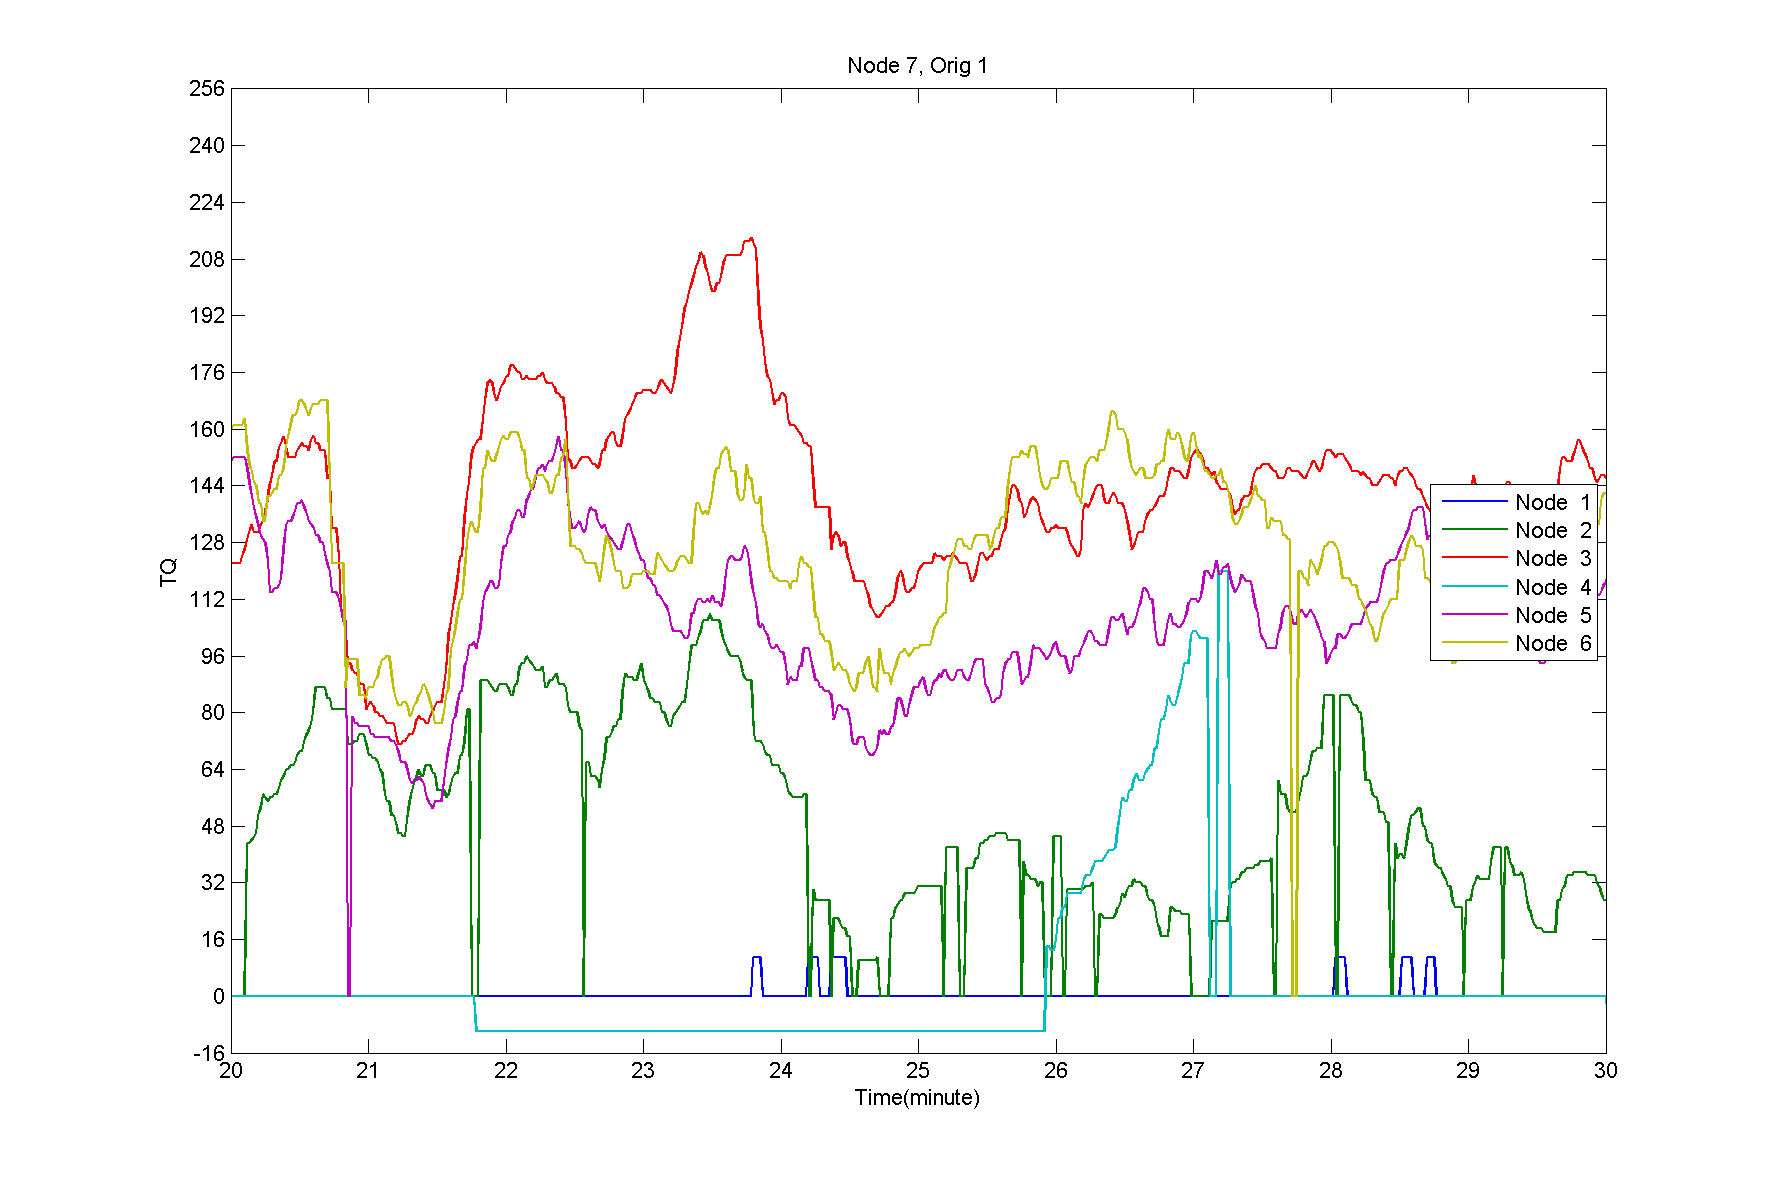 Node 7, Orig 1
256
240
224
208
192
176
160
144
128
112
96
80
64
48
32
16
0
-16
TQ
Node 1
Node 2
Node 3
Node 4
Node 5
Node 6
20 21 22 23 24 25 26 27 28 29 30
Time(minute)